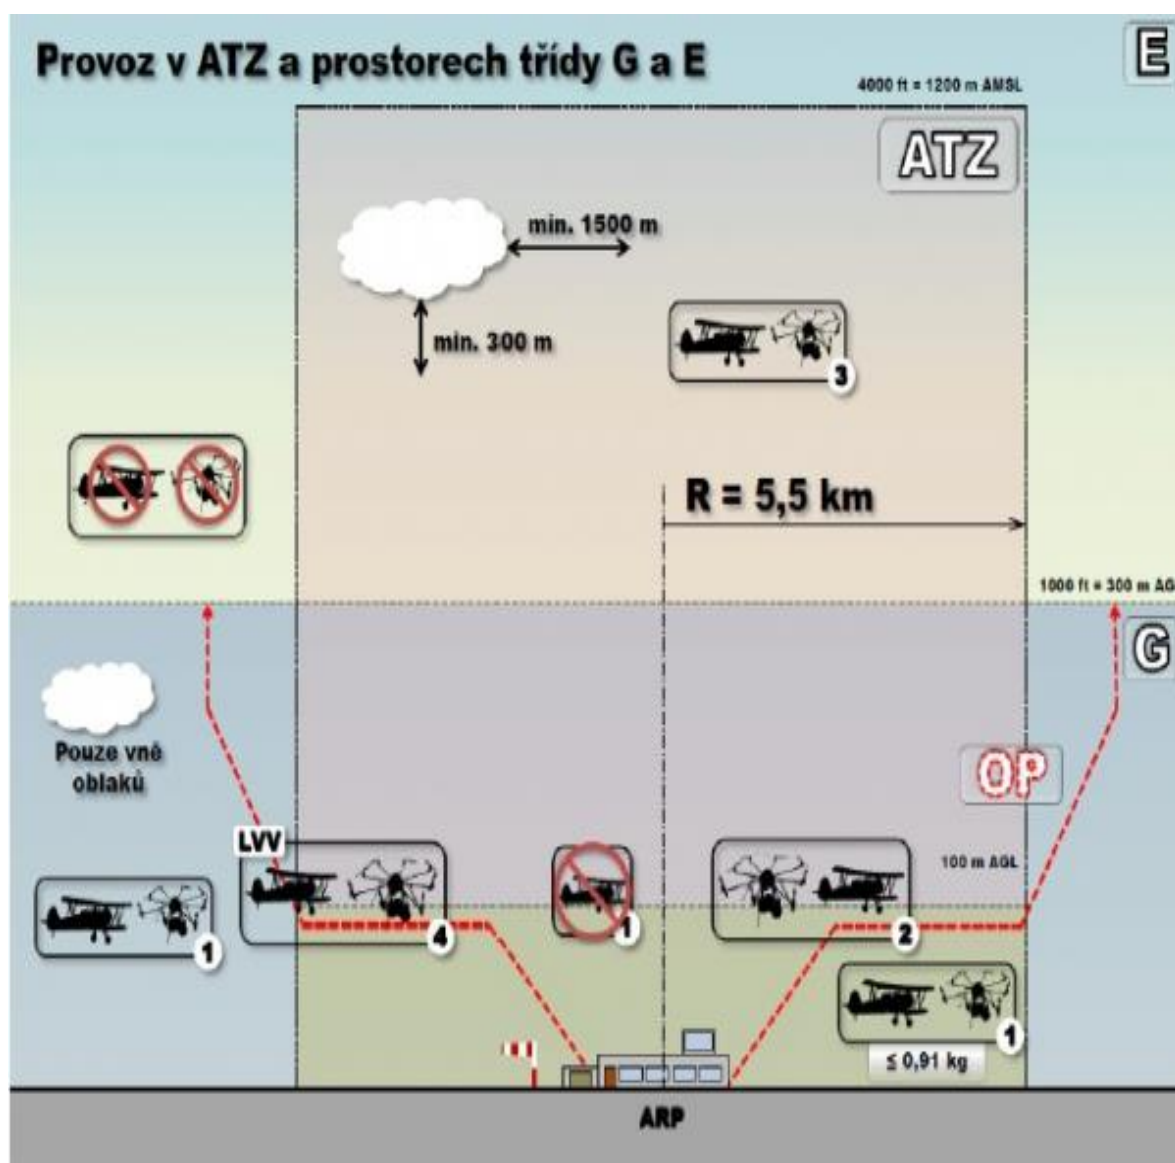 Provoz v ATZ a prostorech třídy G a E
E
4000 ft = 1200 m AMSL
ATZ
min. 1500 m
min. 300 m
3
R = 5,5 km
1000 ft = 300 m AG
G
Pouze vně
oblaků
OP
LVV
100 m AGL
1
4
1
2
1
≤ 0,91 kg
ARP